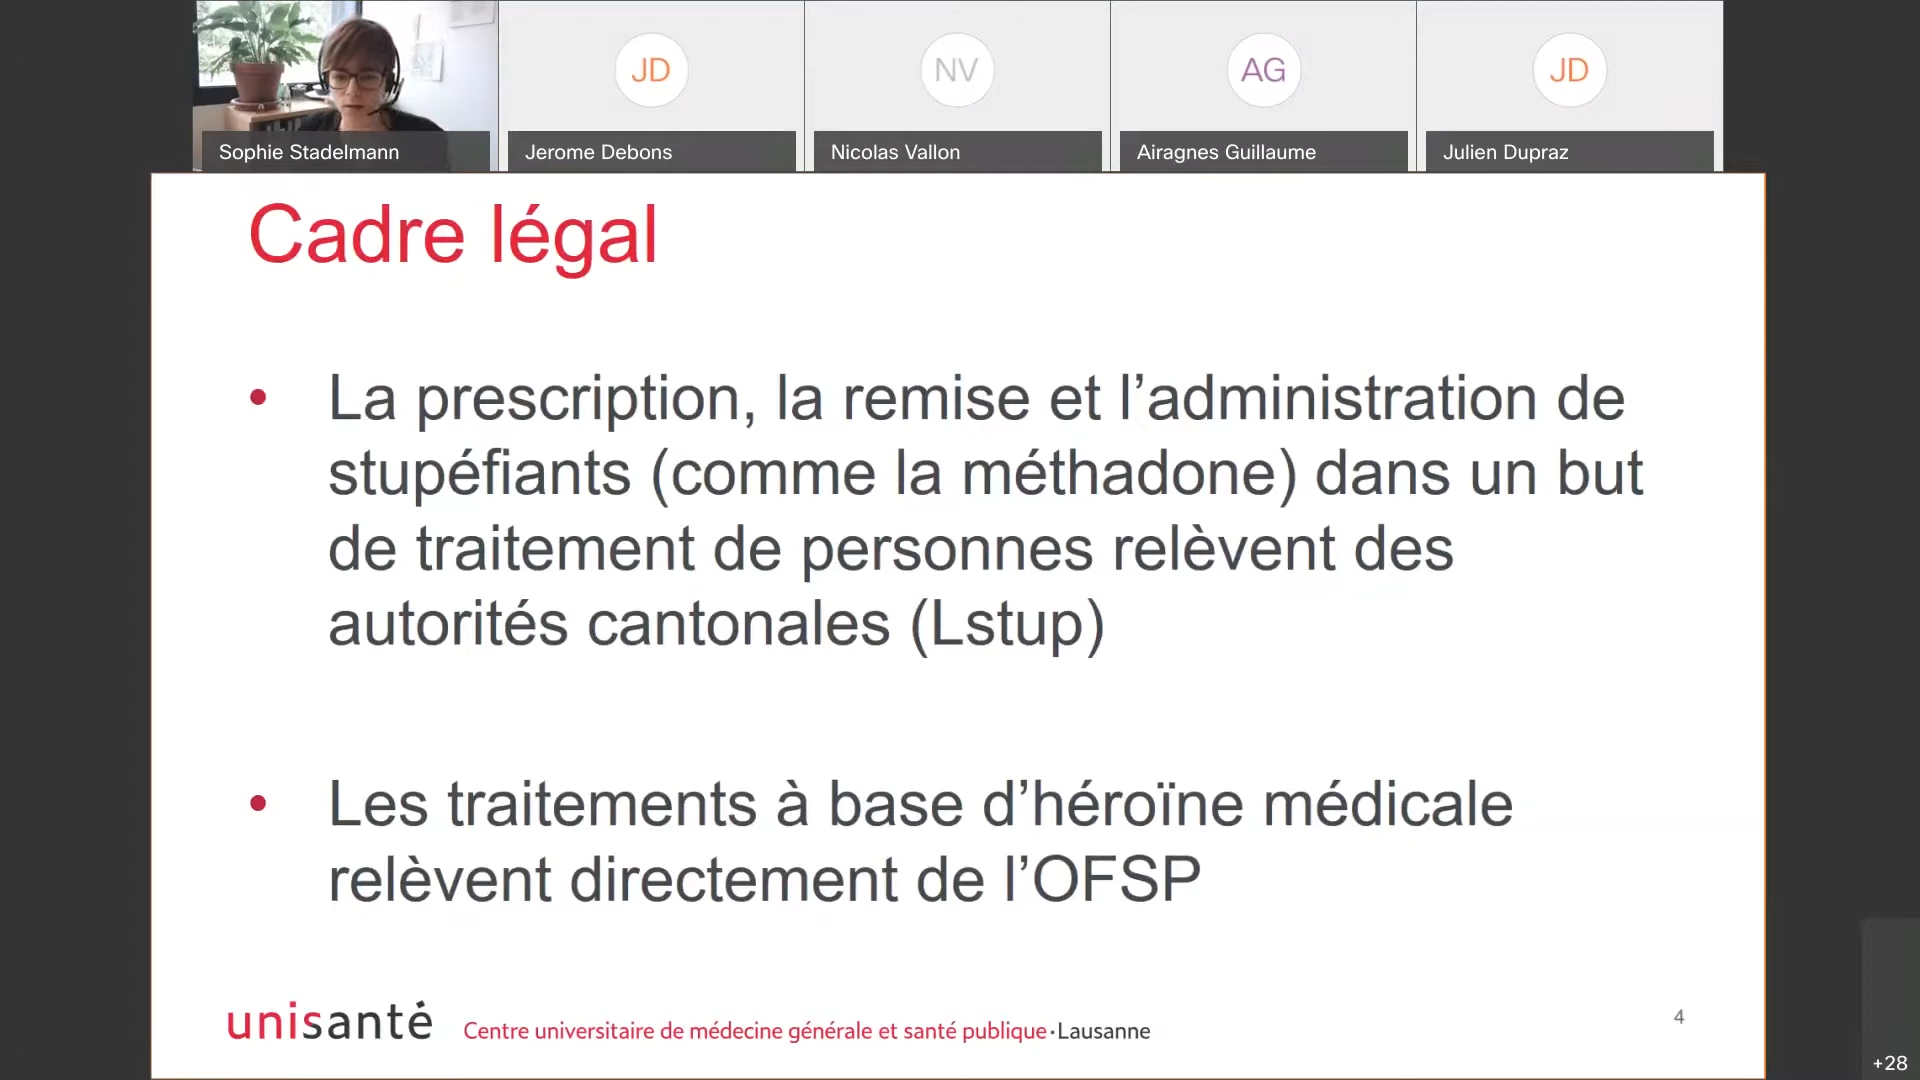 JD
NV
AG
JD
Sophie Stadelmann
Jerome Debons
Nicolas Vallon
Airagnes Guillaume
Julien Dupraz
Cadre légal
• La prescription, la remise et l’administration de
stupéfiants (comme la méthadone) dans un but
de traitement de personnes relèvent des
autorités cantonales (Lstup)
• Les traitements à base d’héroïne médicale
relèvent directement de l’OFSP
unisanté
Centre universitaire de médecine générale et santé publique·Lausanne
4
+28